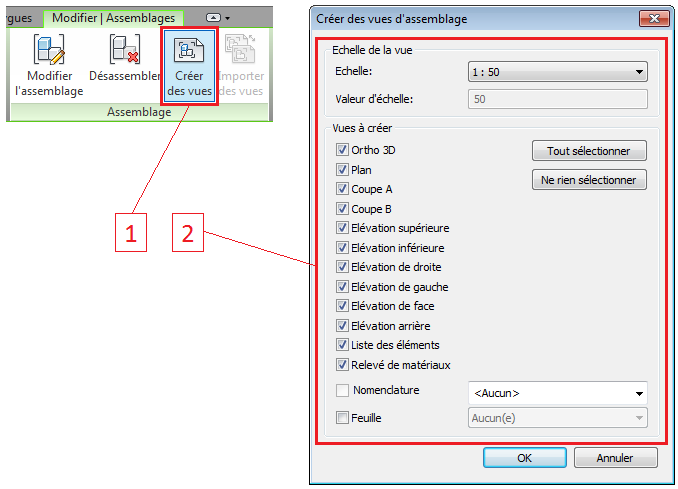 rgues Modifier | Assemblages
Modifier
l'assemblage
Désassembler
Créer
des vues
Importer
des vues
Assemblage
1
2
Créer des vues d'assemblage
Echelle de la vue
Echelle:
1 : 50
Valeur d'échelle:
50
Vues à créer
Ortho 3D
Tout sélectionner
Plan
Ne rien sélectionner
Coupe A
Coupe B
Elévation supérieure
Elévation inférieure
Elévation de droite
Elévation de gauche
Elévation de face
Elévation arrière
Liste des éléments
Relevé de matériaux
Nomenclature
<Aucun>
Feuille
Aucun(e)
OK
Annuler